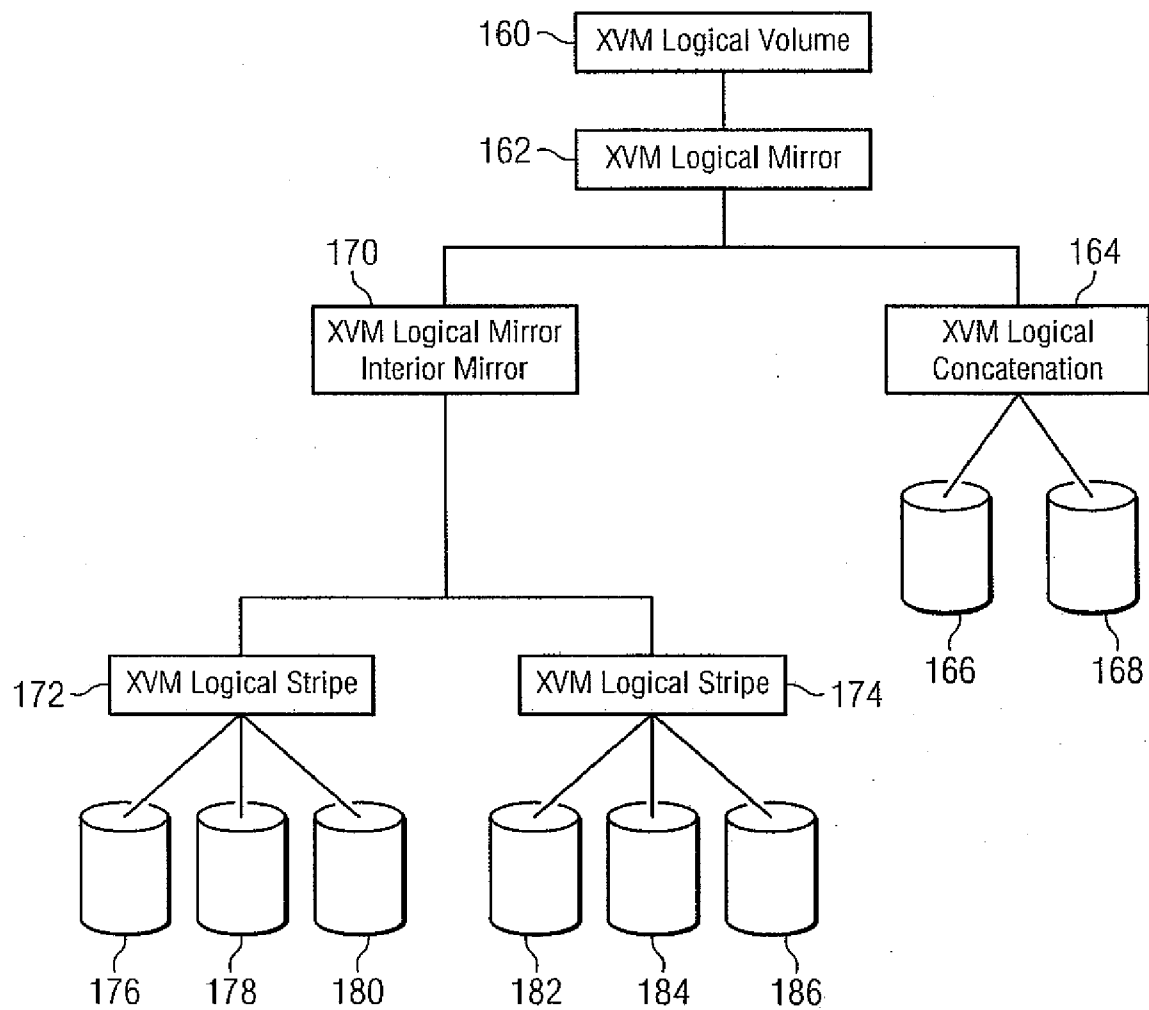 160
XVM Logical Volume
162
XVM Logical Mirror
170
164
XVM Logical Mirror
Interior Mirror
XVM Logical
Concatenation
166
168
172
XVM Logical Stripe
XVM Logical Stripe
174
176
178
180
182
184
186